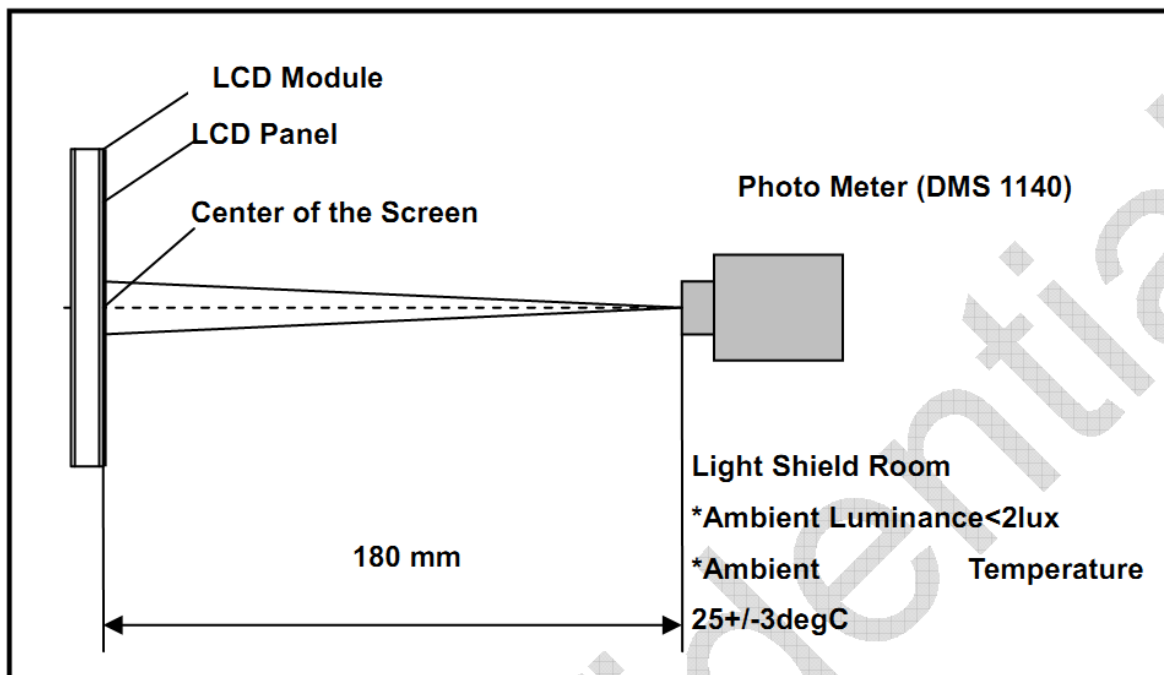 LCD Module
LCD Panel
Center of the Screen
Photo Meter (DMS 1140)
Light Shield Room
*Ambient Luminance<2lux
*Ambient Temperature
25+/-3degC
180 mm
identia